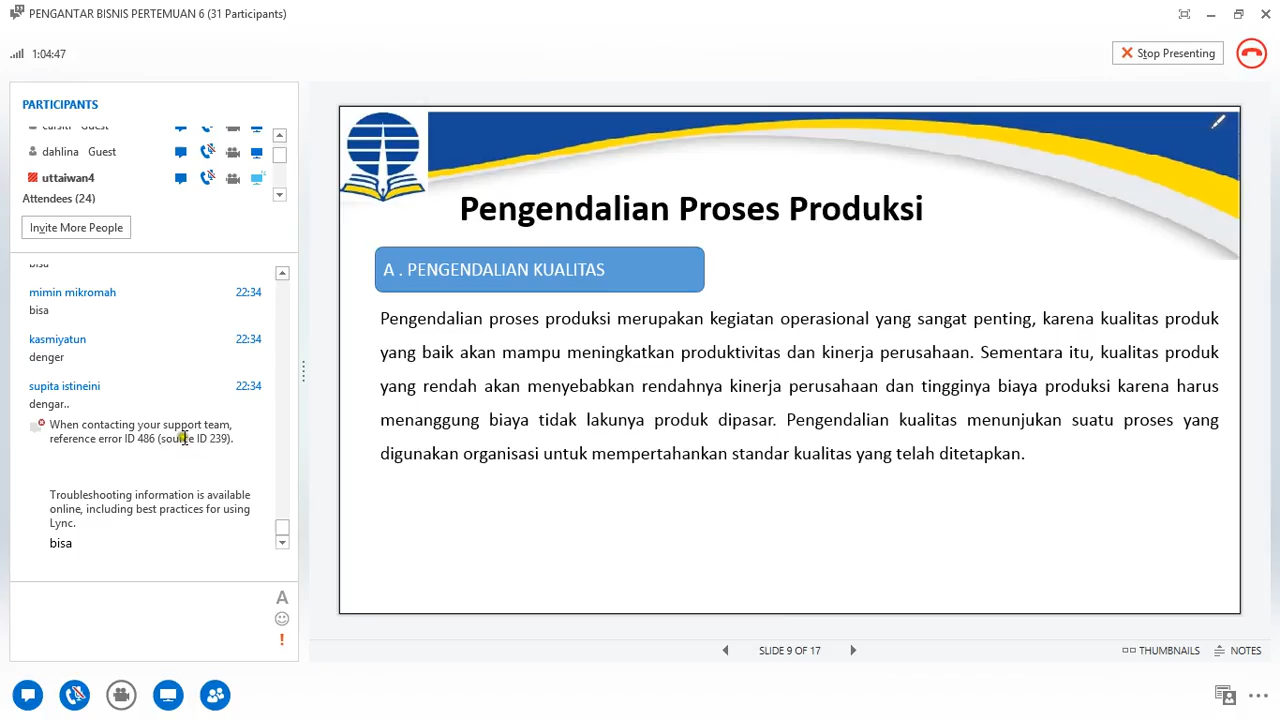 PENGANTAR BISNIS PERTEMUAN 6 (31 Participants)
1:04:47
Stop Presenting
PARTICIPANTS
Guest
dahlina Guest
uttaiwan4
Attendees (24)
Invite More People
bisa
mimin mikromah 22:34
bisa
kasmiyatun 22:34
denger
supita istineini 22:34
dengar..
When contacting your support team,
reference error ID 486 (source ID 239).
Troubleshooting information is available
online, including best practices for using
Lync.
bisa
Pengendalian Proses Produksi
A . PENGENDALIAN KUALITAS
Pengendalian proses produksi merupakan kegiatan operasional yang sangat penting, karena kualitas produk
yang baik akan mampu meningkatkan produktivitas dan kinerja perusahaan. Sementara itu, kualitas produk
yang rendah akan menyebabkan rendahnya kinerja perusahaan dan tingginya biaya produksi karena harus
menanggung biaya tidak lakunya produk dipasar. Pengendalian kualitas menunjukan suatu proses yang
digunakan organisasi untuk mempertahankan standar kualitas yang telah ditetapkan.
A
!
SLIDE 9 OF 17
THUMBNAILS
NOTES